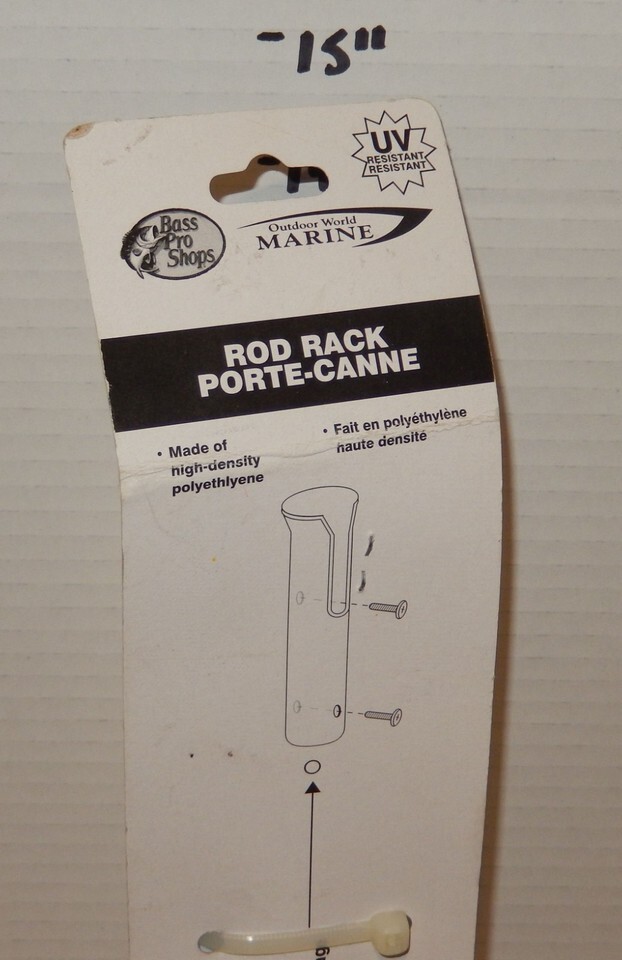 -15"
UV
RESISTANT
RESISTANT
Bass
Pro
Shops
Outdoor World
MARINE
ROD RACK
PORTE-CANNE
• Made of
high-density
polyethlyene
• Fait en polyéthylène
haute densité